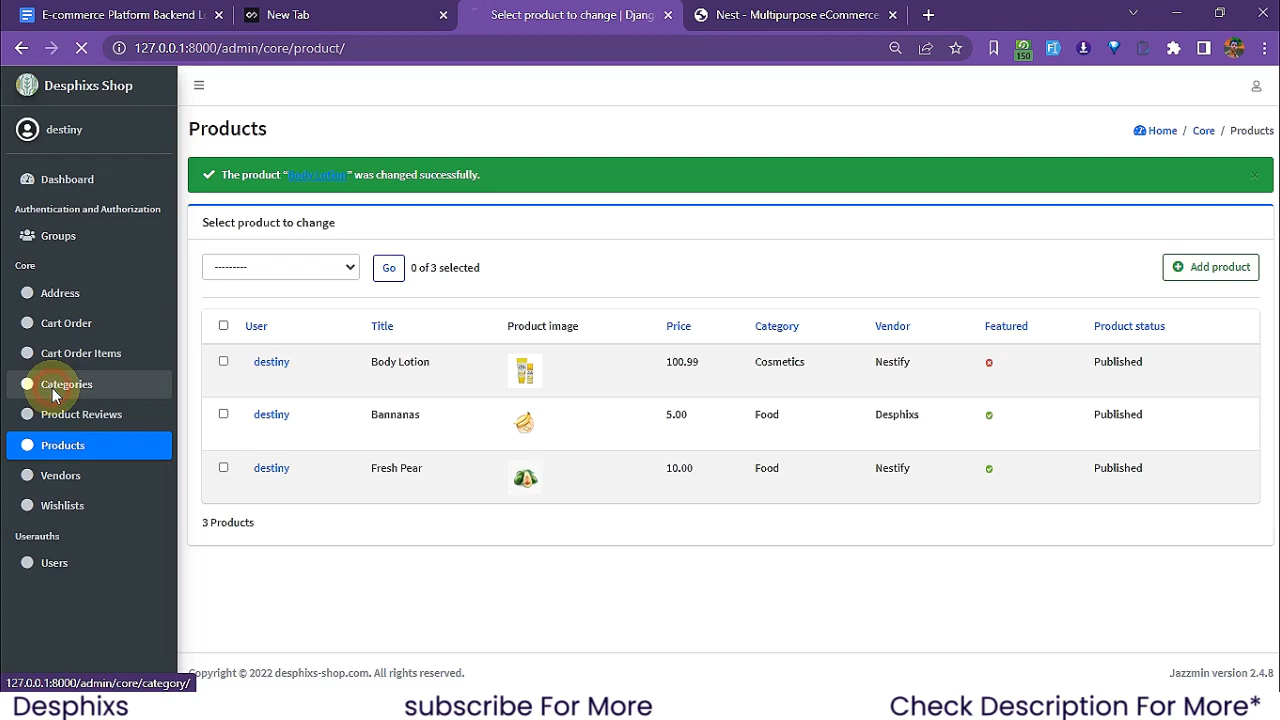 E-commerce Platform Backend Lo
New Tab
Select product to change | Djang
Nest - Multipurpose eCommerce
127.0.0.1:8000/admin/core/product/
150
Desphixs Shop
destiny
Dashboard
Authentication and Authorization
Groups
Core
Address
Cart Order
Cart Order Items
Categories
Product Reviews
Products
Vendors
Wishlists
Userauths
Users
127.0.0.1:8000/admin/core/category/
Products
Home / Core / Products
The product “Body Lotion” was changed successfully.
Select product to change
---------
Go
0 of 3 selected
Add product
User Title Product image Price Category Vendor Featured Product status
destiny Body Lotion 100.99 Cosmetics Nestify Published
destiny Bannanas 5.00 Food Desphixs Published
destiny Fresh Pear 10.00 Food Nestify Published
3 Products
Copyright © 2022 desphixs-shop.com. All rights reserved.
Jazzmin version 2.4.8
Desphixs
subscribe For More
Check Description For More*